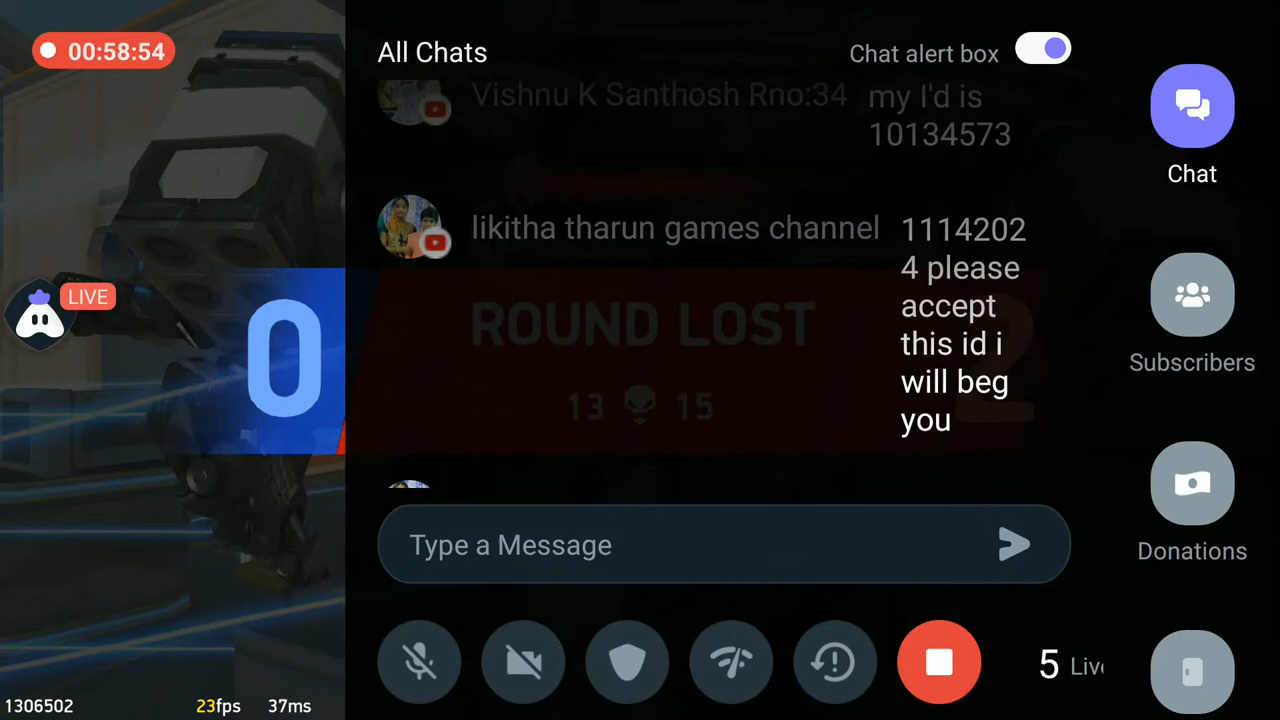 00:58:54
All Chats
Chat alert box
Vishnu K Santhosh Rno:34
my I'd is
10134573
Chat
likitha tharun games channel
1114202
4 please
accept
this id i
will beg
you
LIVE
0
ROUND LOST
2
13 15
Subscribers
Type a Message
Donations
5 Live
1306502
23fps
37ms